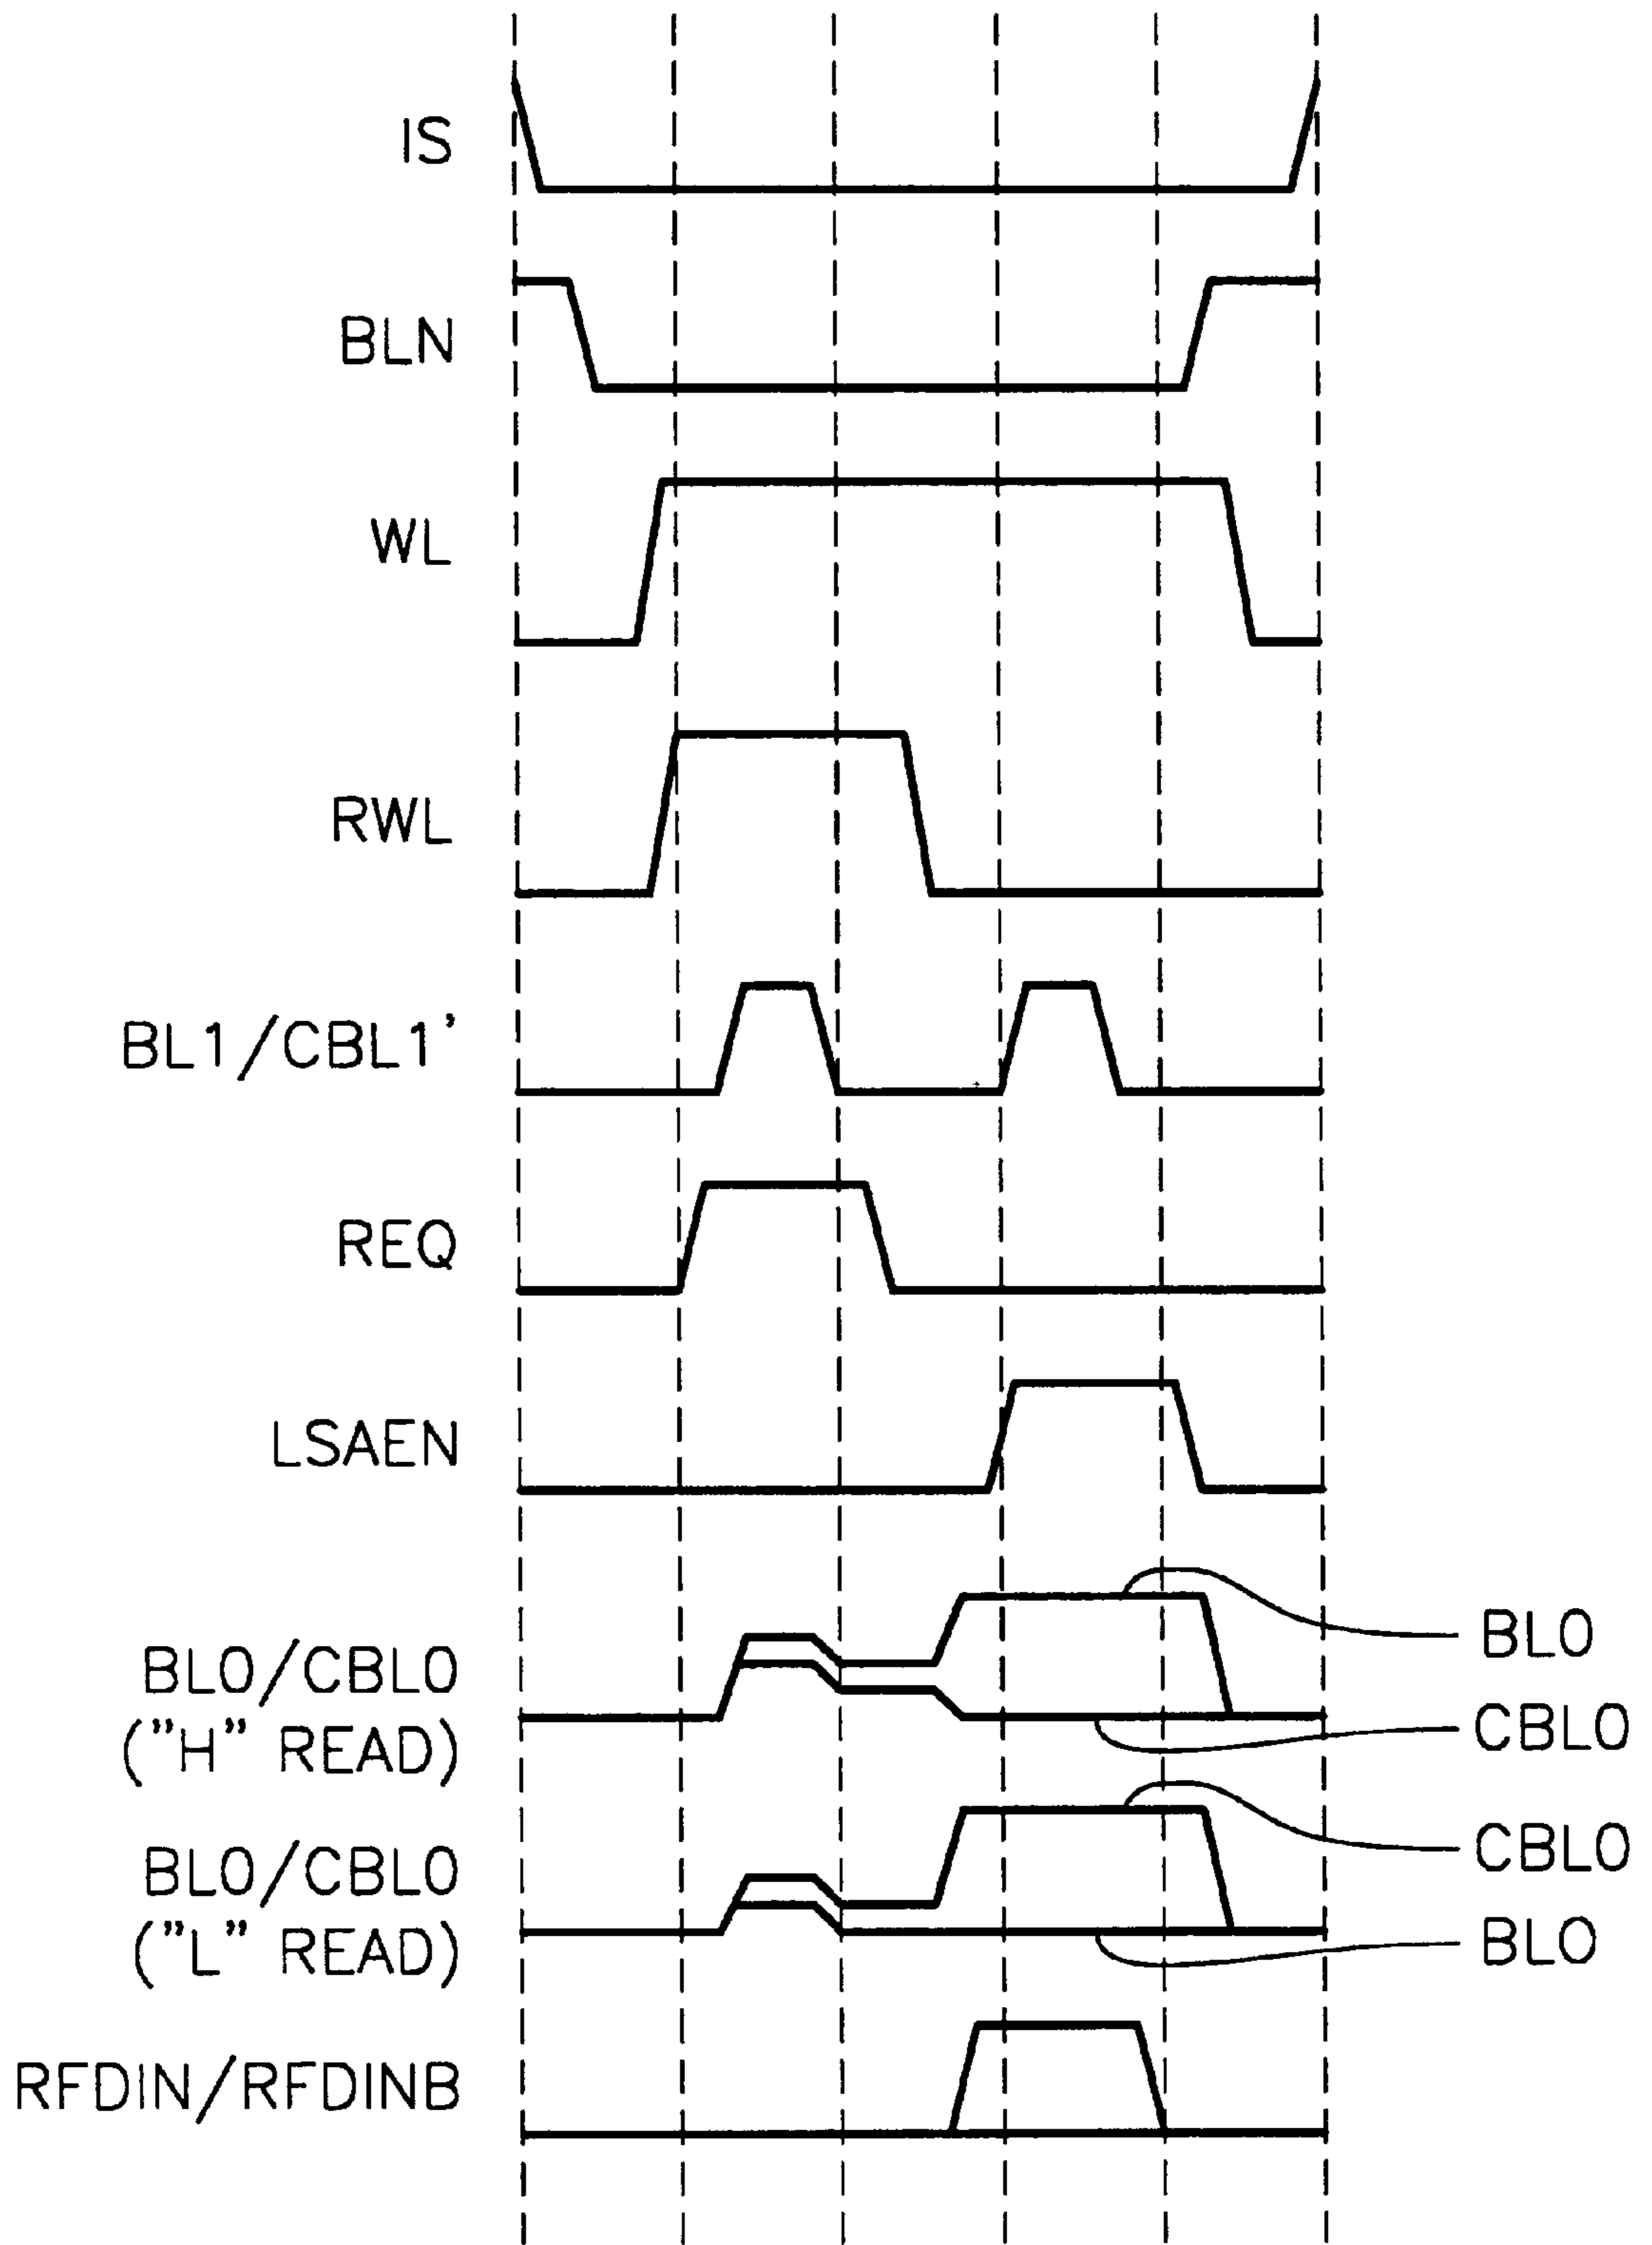 IS
BLN
WL
RWL
BL1/CBL1'
REQ
LSAEN
BL0/CBL0
("H" READ)
BL0
CBL0
BL0/CBL0
("L" READ)
CBL0
BL0
RFDIN/RFDINB